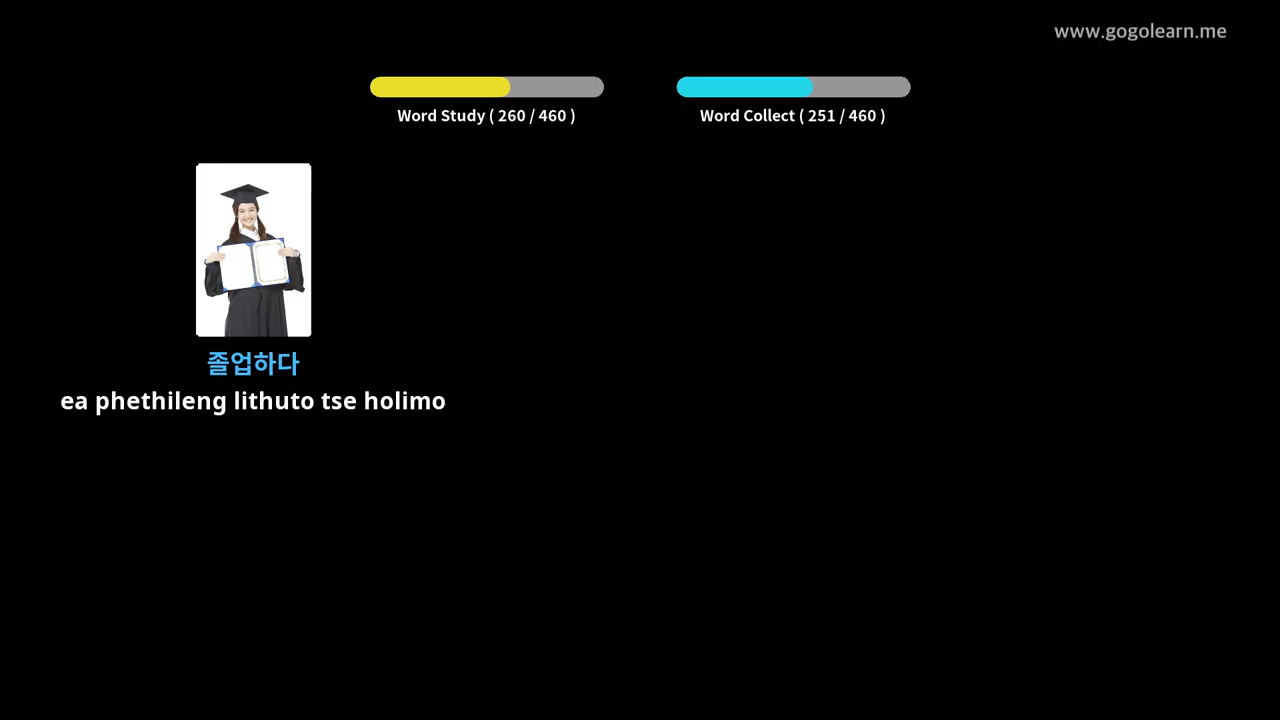 www.gogolearn.me
Word Study ( 260 / 460 )
Word Collect ( 251 / 460 )
졸업하다
ea phethileng lithuto tse holimo